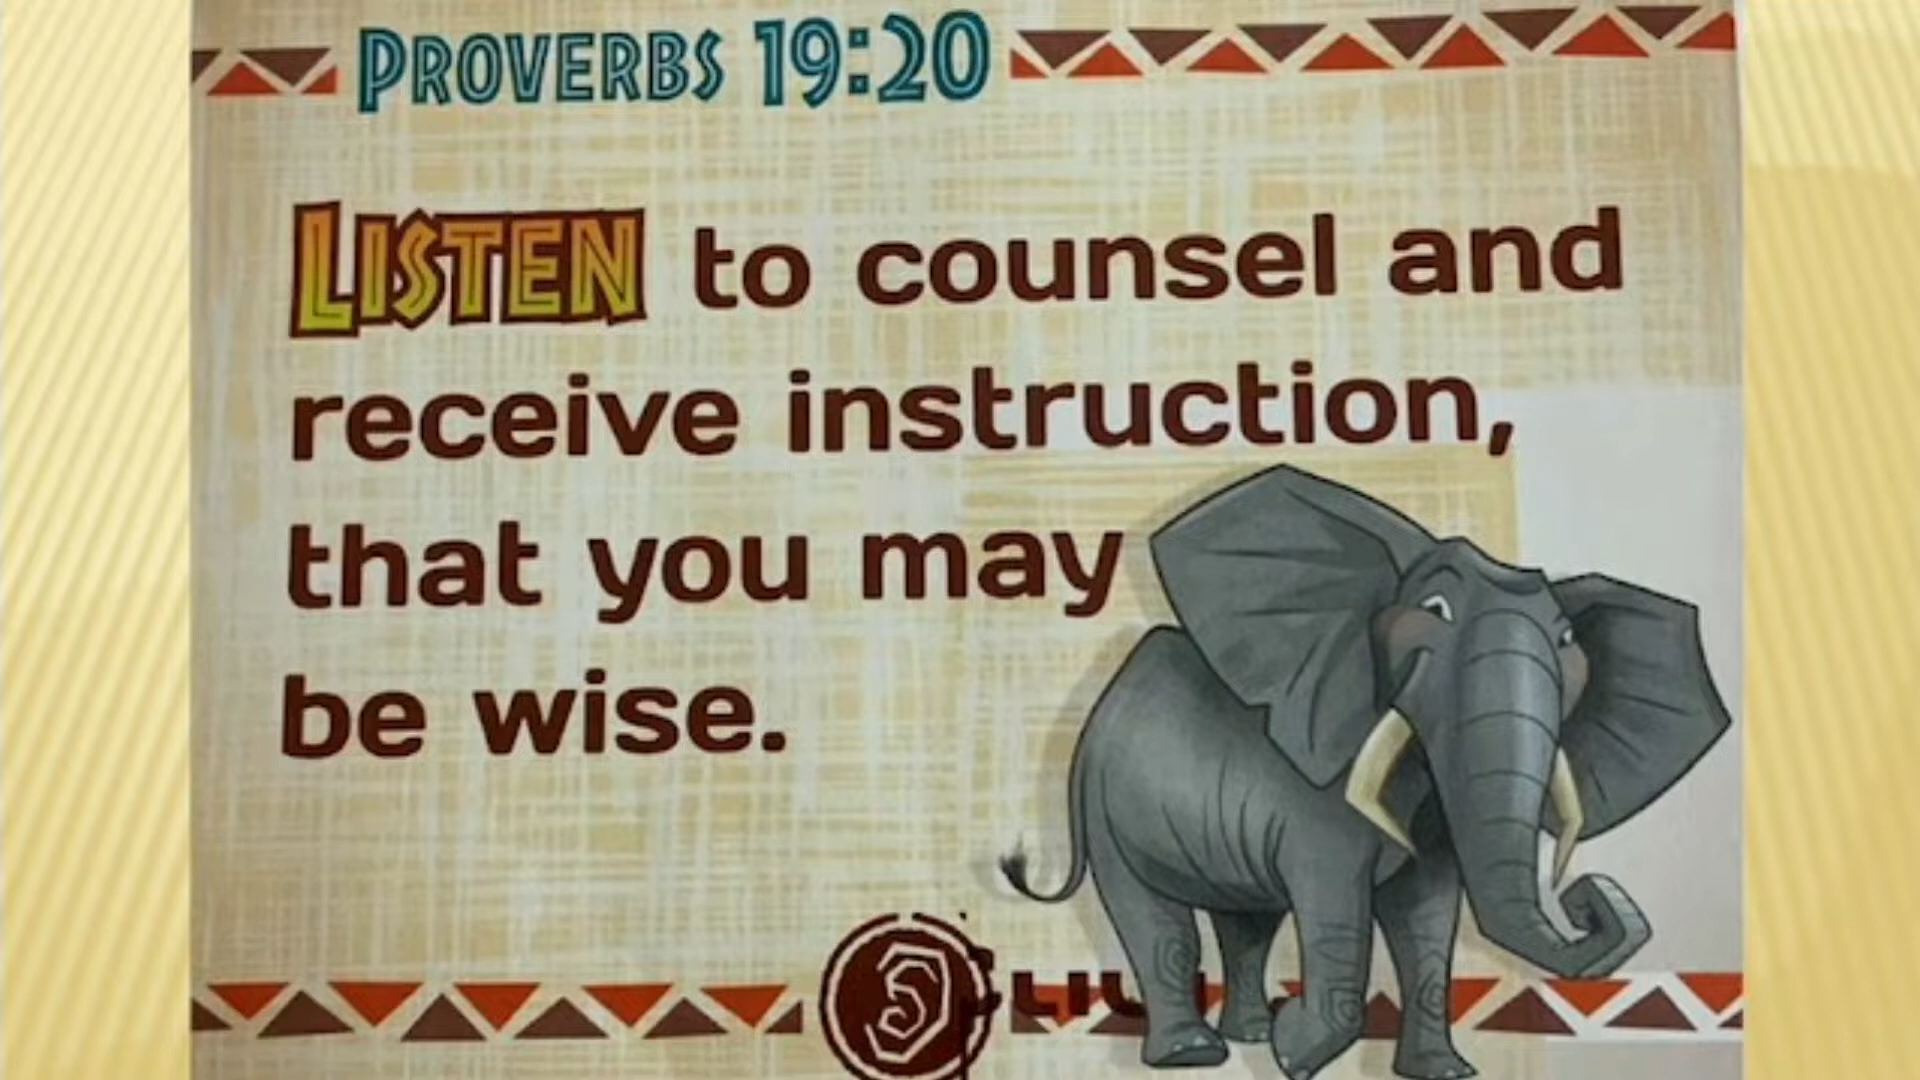 PROVERBS 19:20
LISTEN to counsel and
receive instruction,
that you may
be wise.